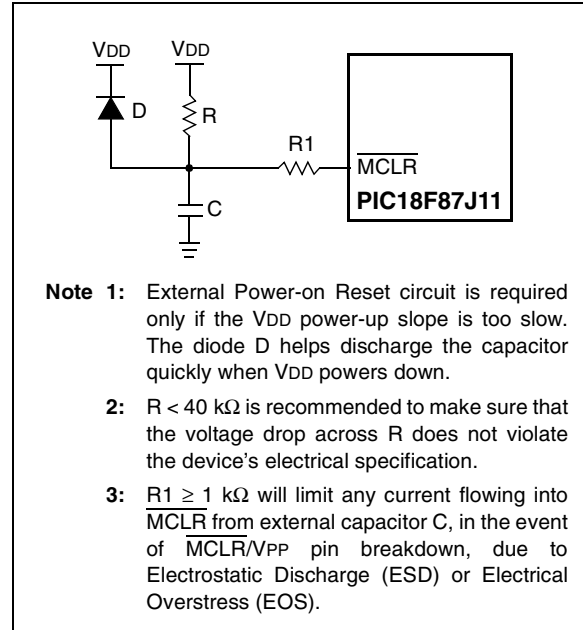 VDD VDD
D
R
R1
MCLR
C
PIC18F87J11
Note 1: External Power-on Reset circuit is required
only if the VDD power-up slope is too slow.
The diode D helps discharge the capacitor
quickly when VDD powers down.
2: R < 40 kΩ is recommended to make sure that
the voltage drop across R does not violate
the device's electrical specification.
3: R1 ≥ 1 kΩ will limit any current flowing into
MCLR from external capacitor C, in the event
of MCLR/VPP pin breakdown, due to
Electrostatic Discharge (ESD) or Electrical
Overstress (EOS).